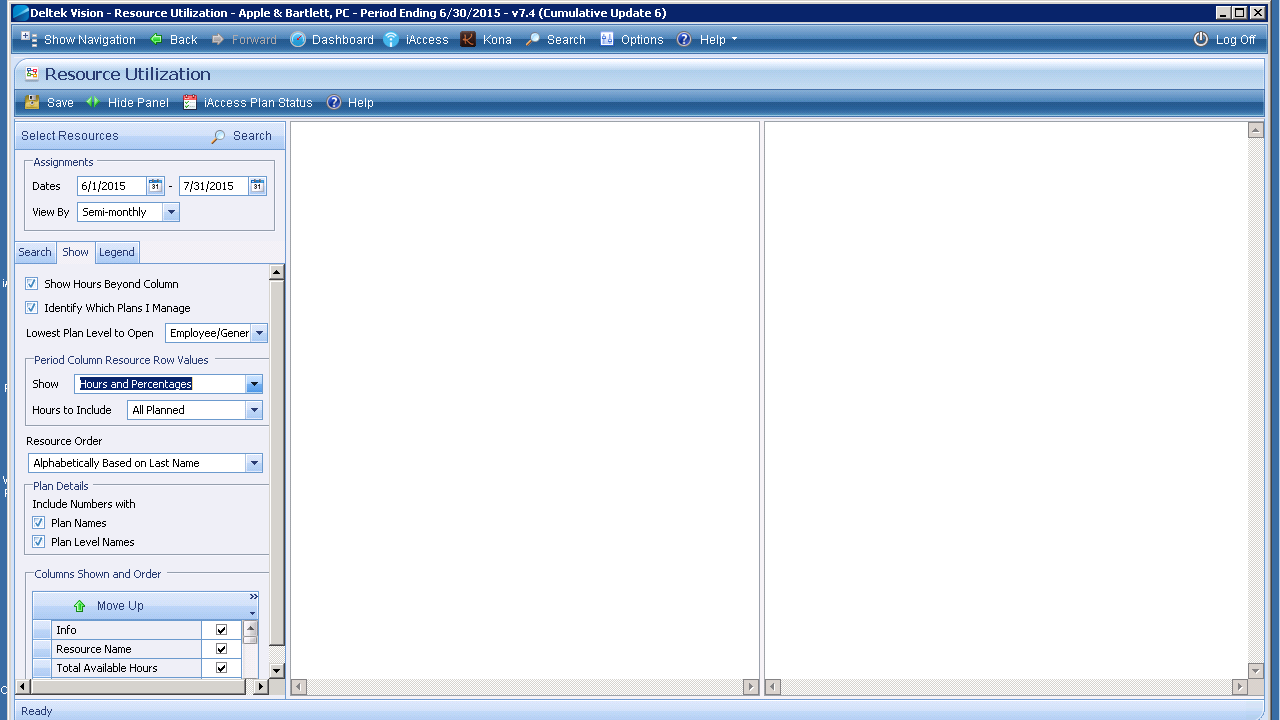 Deltek Vision - Resource Utilization - Apple & Bartlett, PC - Period Ending 6/30/2015 - v7.4 (Cumulative Update 6)
Show Navigation Back Forward Dashboard iAccess Kona Search Options Help Log Off
Resource Utilization
Save Hide Panel iAccess Plan Status Help
Select Resources Search
Assignments
Dates 6/1/2015 31 - 7/31/2015 31
View By Semi-monthly
Search Show Legend
Show Hours Beyond Column
Identify Which Plans I Manage
Lowest Plan Level to Open Employee/Gener
Period Column Resource Row Values
Show Hours and Percentages
Hours to Include All Planned
Resource Order
Alphabetically Based on Last Name
Plan Details
Include Numbers with
Plan Names
Plan Level Names
Columns Shown and Order
Move Up
Info
Resource Name
Total Available Hours
Ready